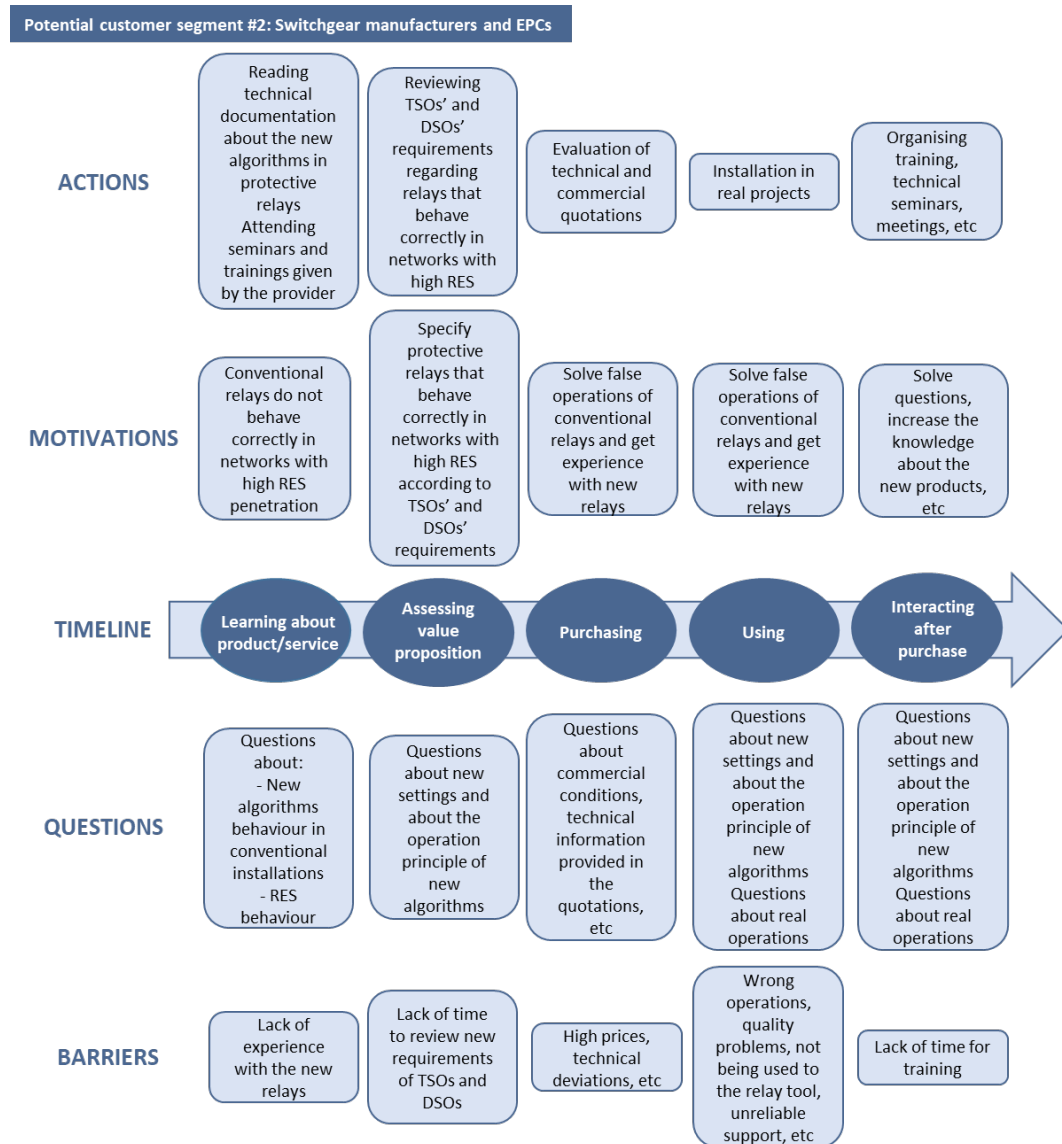 Potential customer segment #2: Switchgear manufacturers and EPCs
ACTIONS
Reading
technical
documentation
about the new
algorithms in
protective
relays
Attending
seminars and
trainings given
by the provider
Reviewing
TSOs’ and
DSOs’
requirements
regarding
relays that
behave
correctly in
networks with
high RES
Evaluation of
technical and
commercial
quotations
Installation in
real projects
Organising
training,
technical
seminars,
meetings, etc
MOTIVATIONS
Conventional
relays do not
behave
correctly in
networks with
high RES
penetration
Specify
protective
relays that
behave
correctly in
networks with
high RES
according to
TSOs’ and
DSOs’
requirements
Solve false
operations of
conventional
relays and get
experience
with new
relays
Solve false
operations of
conventional
relays and get
experience
with new
relays
Solve
questions,
increase the
knowledge
about the
new products,
etc
TIMELINE
Learning about
product/service
Assessing
value
proposition
Purchasing
Using
Interacting
after
purchase
QUESTIONS
Questions
about:
- New
algorithms
behaviour in
conventional
installations
- RES
behaviour
Questions
about new
settings and
about the
operation
principle of
new
algorithms
Questions
about
commercial
conditions,
technical
information
provided in
the
quotations,
etc
Questions
about new
settings and
about the
operation
principle of
new
algorithms
Questions
about real
operations
Questions
about new
settings and
about the
operation
principle of
new
algorithms
Questions
about real
operations
BARRIERS
Lack of
experience
with the new
relays
Lack of time
to review new
requirements
of TSOs and
DSOs
High prices,
technical
deviations, etc
Wrong
operations,
quality
problems, not
being used to
the relay tool,
unreliable
support, etc
Lack of time for
training